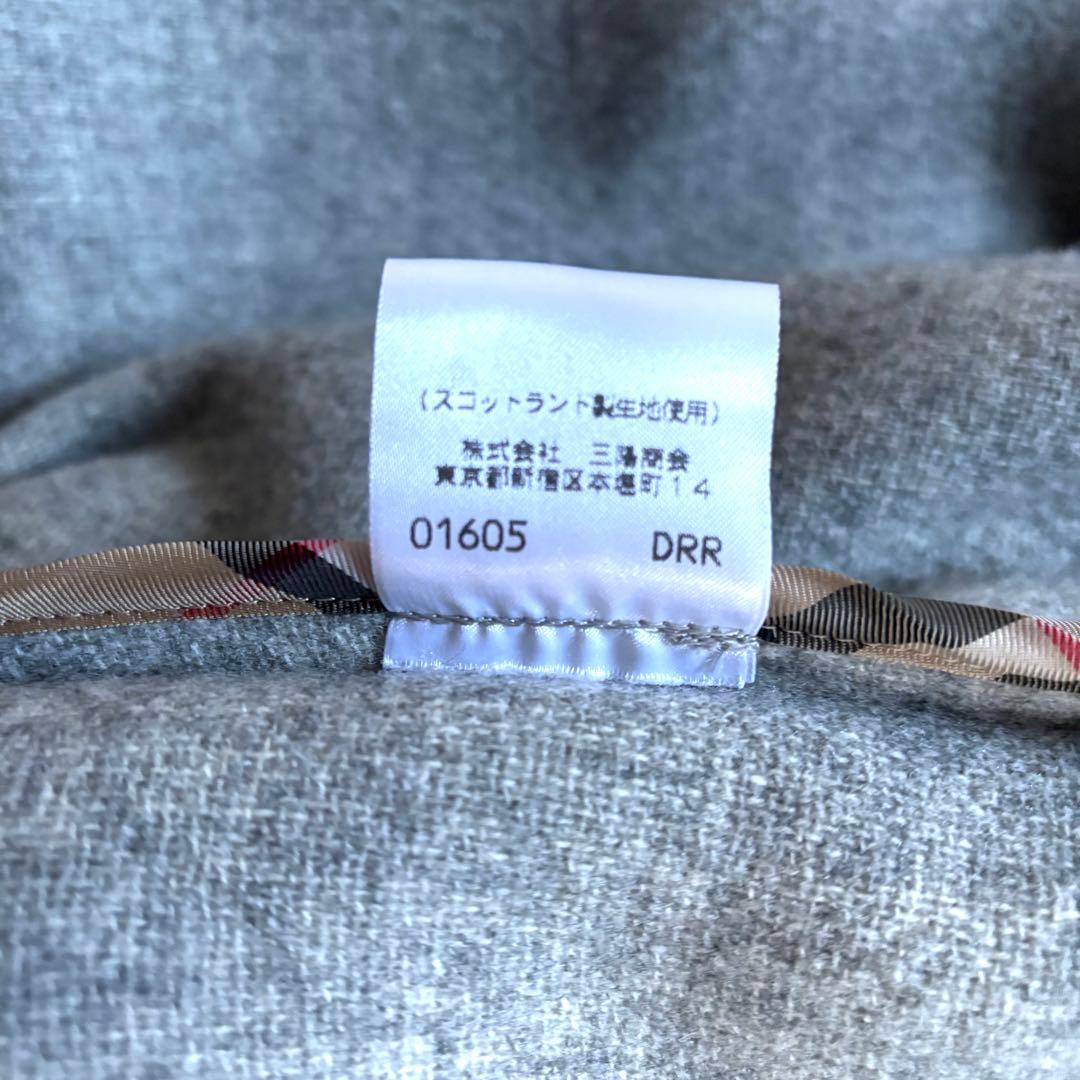 (スコットランド製生地使用)
株式会社　三陽商会
東京都新宿区本塩町１４
01605 DRR